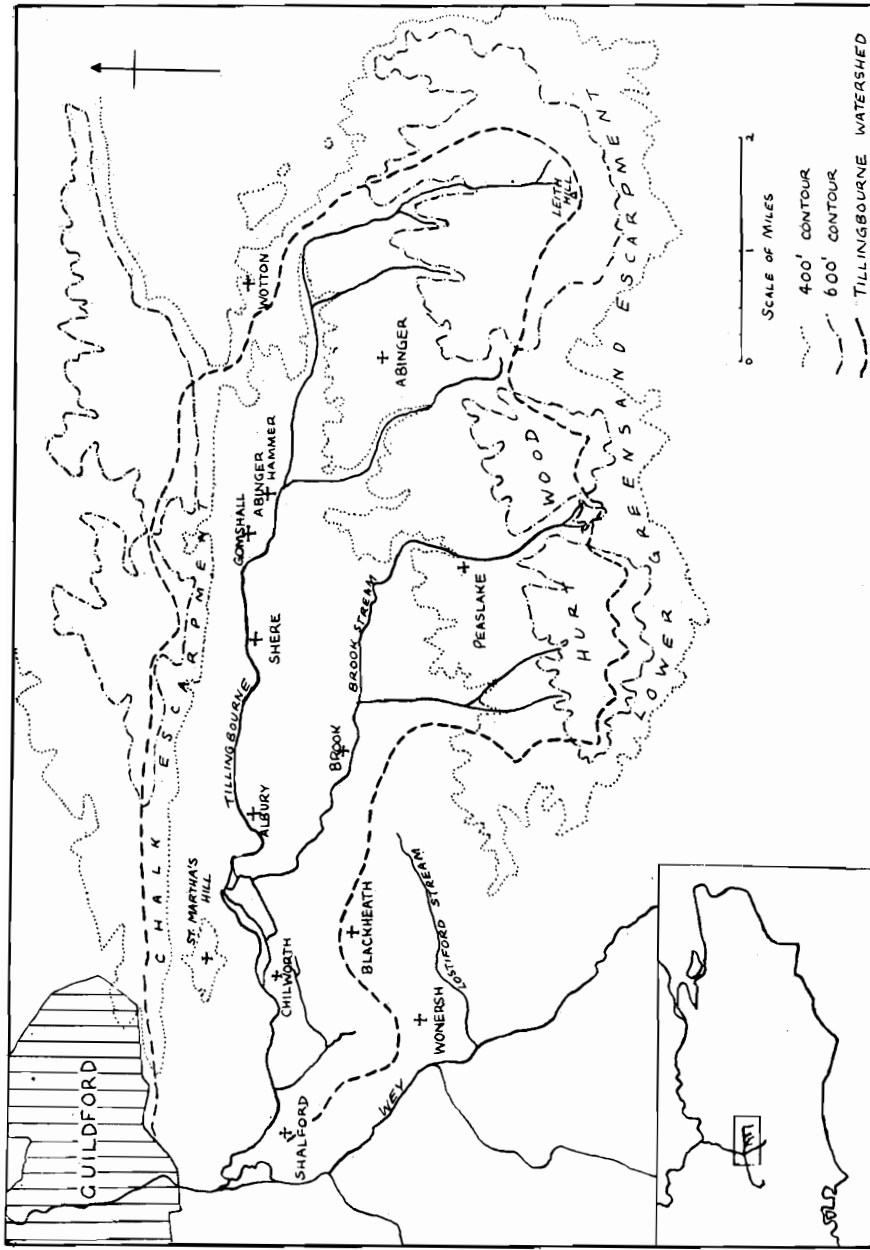 GUILDFORD
CHALK ESCARPMENT
ST. MARTHA'S
HILL
TILLINGBOURNE
ALBURY
SHERE
GOMSHALL
ABINGER
HAMMER
WOTTON
ABINGER
CHILWORTH
SHALFORD
BLACKHEATH
WONERSH
LOSTIFORD STREAM
WEY
BROOK
BROOK STREAM
PEASLAKE
HURT
WOOD
LEITH
HILL
LOWER GREENSAND ESCARPMENT
0 1 2
SCALE OF MILES
400' CONTOUR
600' CONTOUR
TILLINGBOURNE WATERSHED